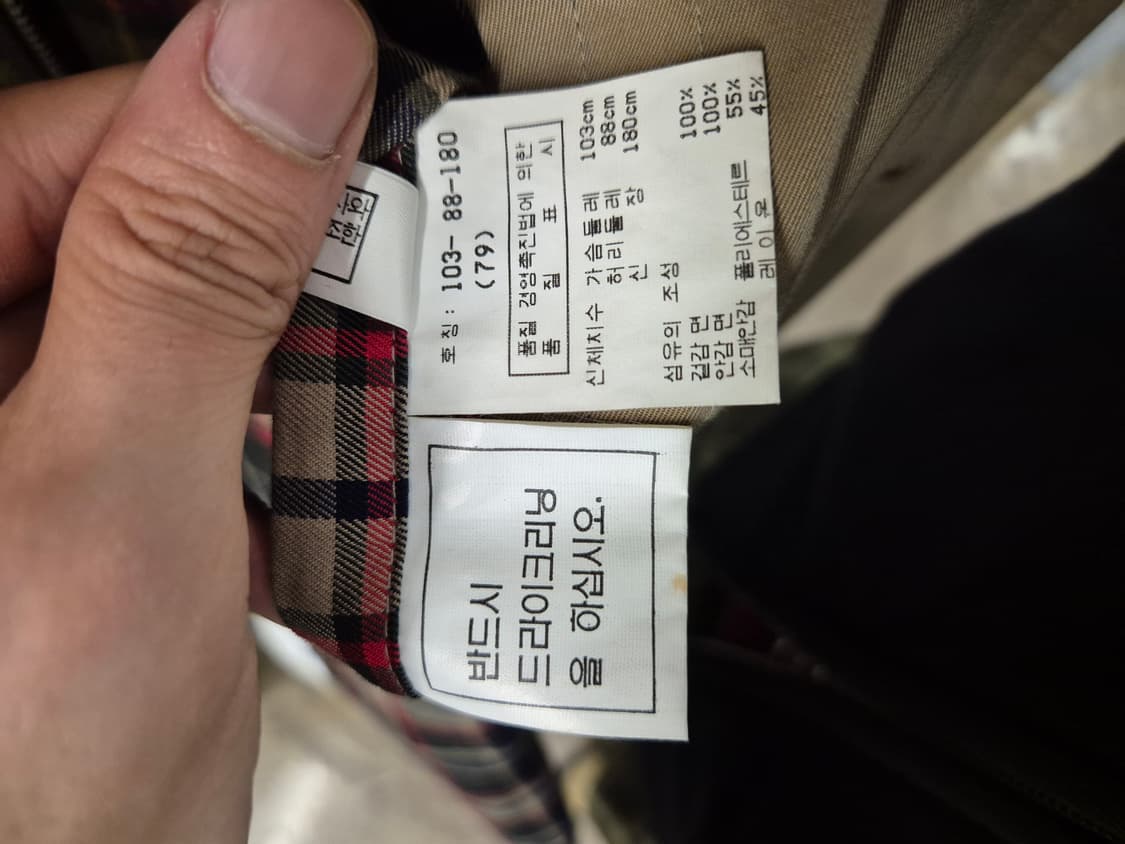 호칭: 103- 88-180
(79)
품질경영촉진법에 의한
품 질 표 시
신체치수 가슴둘레 103cm
허리둘레 88cm
신 장 180cm
섬유의 조성
겉감 면 100%
안감 면 100%
소매안감 폴리에스테르 55%
레 이 온 45%
반드시
드라이크리닝
을 하십시오.